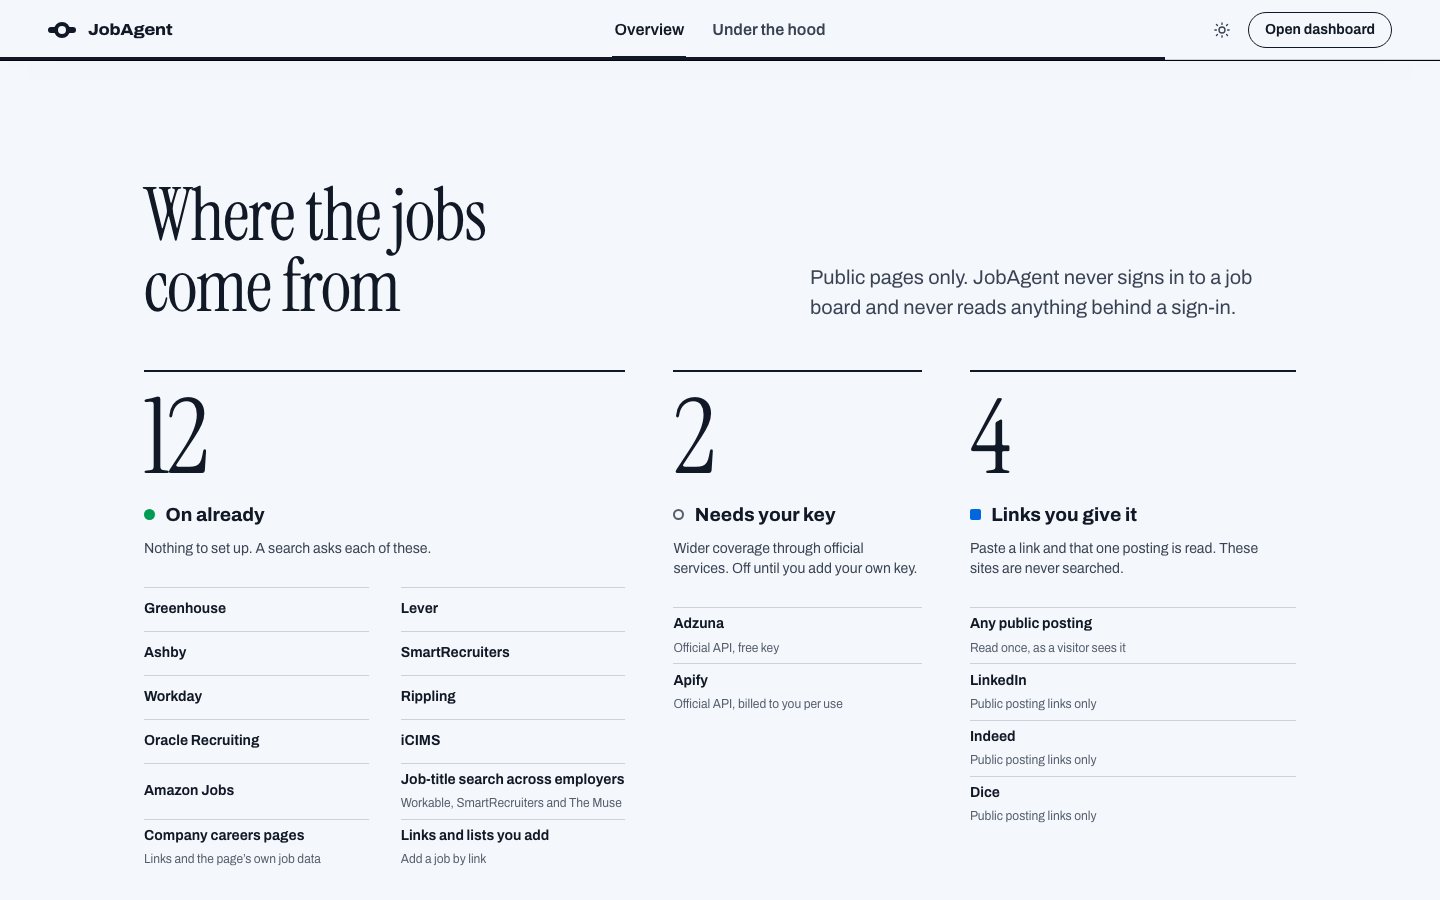 JobAgent
Overview
Under the hood
Open dashboard
Where the jobs
come from
Public pages only. JobAgent never signs in to a job
board and never reads anything behind a sign-in.
12
On already
Nothing to set up. A search asks each of these.
Greenhouse
Lever
Ashby
SmartRecruiters
Workday
Rippling
Oracle Recruiting
iCIMS
Amazon Jobs
Job-title search across employers
Workable, SmartRecruiters and The Muse
Company careers pages
Links and the page’s own job data
Links and lists you add
Add a job by link
2
Needs your key
Wider coverage through official
services. Off until you add your own key.
Adzuna
Official API, free key
Apify
Official API, billed to you per use
4
Links you give it
Paste a link and that one posting is read. These
sites are never searched.
Any public posting
Read once, as a visitor sees it
LinkedIn
Public posting links only
Indeed
Public posting links only
Dice
Public posting links only